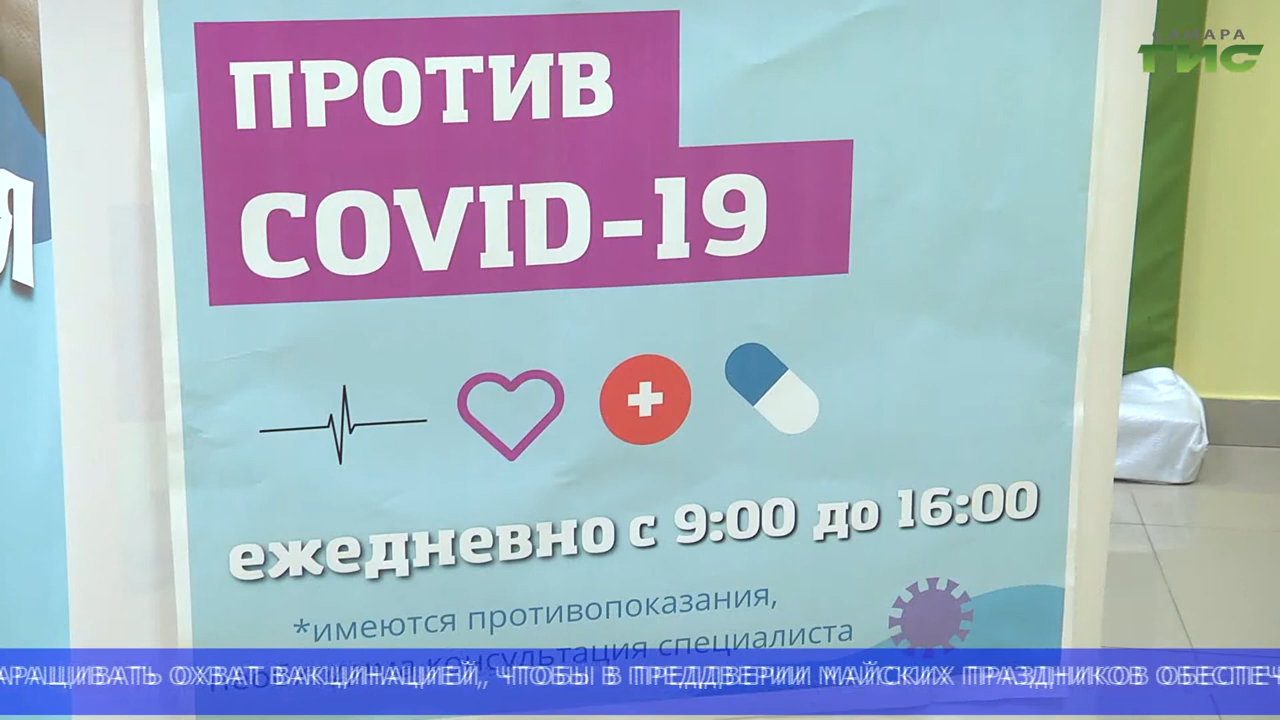 САМАРА
ГИС
ПРОТИВ
COVID-19
Я
ежедневно с 9:00 до 16:00
*имеются противопоказания,
консультация специалиста
АРАЩИВАТЬ ОХВАТ ВАКЦИНАЦИЕЙ, ЧТОБЫ В ПРЕДДВЕРИИ МАЙСКИХ ПРАЗДНИКОВ ОБЕСПЕЧ